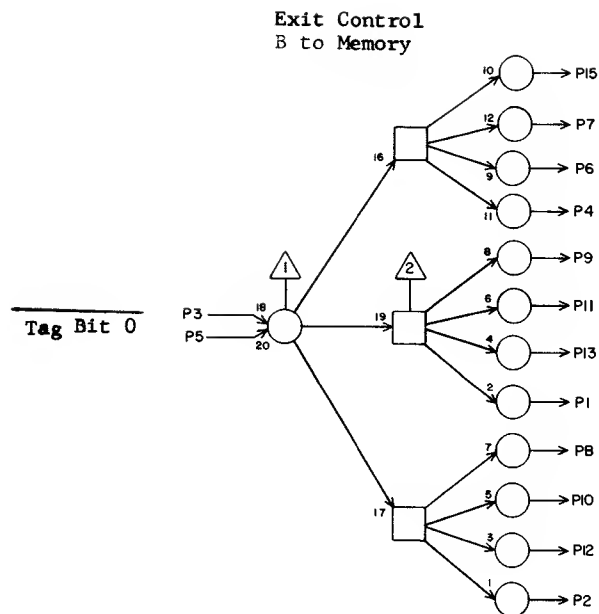 Exit Control
B to Memory
10
P15
12
P7
16
9
P6
11
P4
8
P9
1
2
6
P11
P3
18
19
4
P13
P5
20
Tag Bit 0
2
P1
7
P8
5
P10
17
3
P12
1
P2